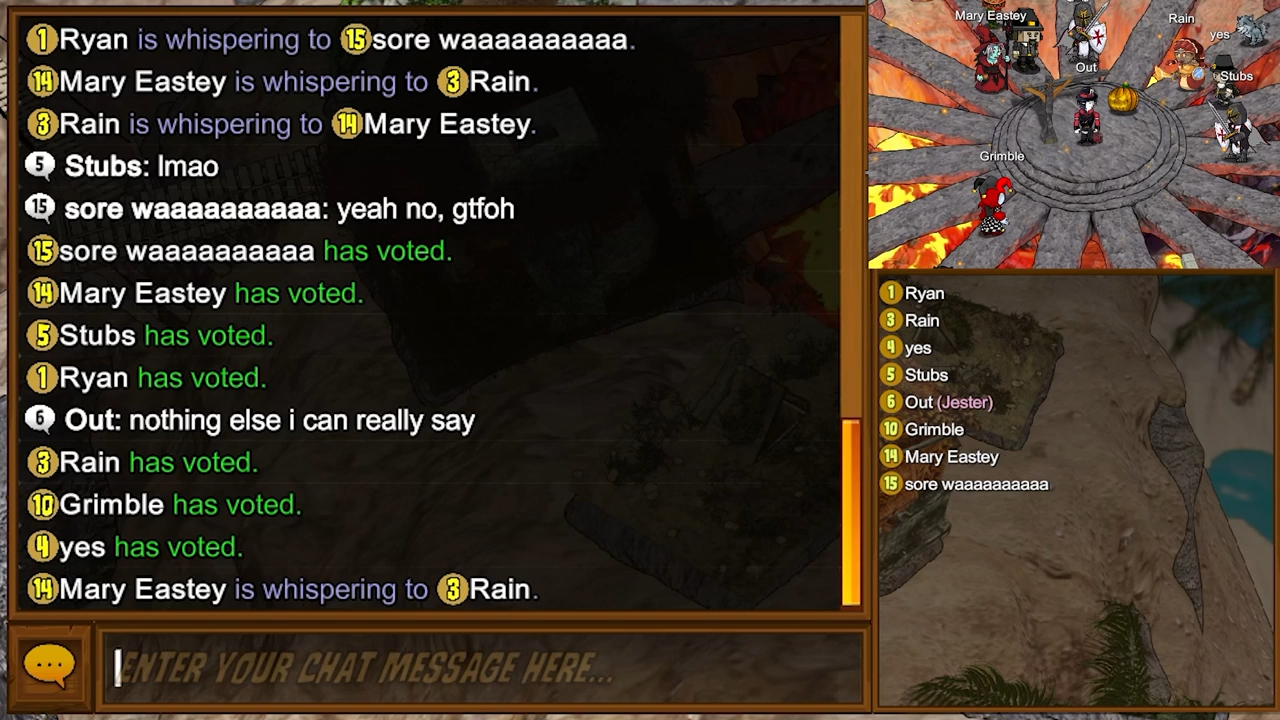 1 Ryan is whispering to 15 sore waaaaaaaaaaa.
14 Mary Eastey is whispering to 3 Rain.
3 Rain is whispering to 14 Mary Eastey.
5 Stubs: lmao
15 sore waaaaaaaaaaa: yeah no, gtfoh
15 sore waaaaaaaaaaa has voted.
14 Mary Eastey has voted.
5 Stubs has voted.
1 Ryan has voted.
6 Out: nothing else i can really say
3 Rain has voted.
10 Grimble has voted.
4 yes has voted.
14 Mary Eastey is whispering to 3 Rain.
ENTER YOUR CHAT MESSAGE HERE...
Mary Eastey
Rain
yes
Out
Stubs
Grimble
1 Ryan
3 Rain
4 yes
5 Stubs
6 Out (Jester)
10 Grimble
14 Mary Eastey
15 sore waaaaaaaaaaa